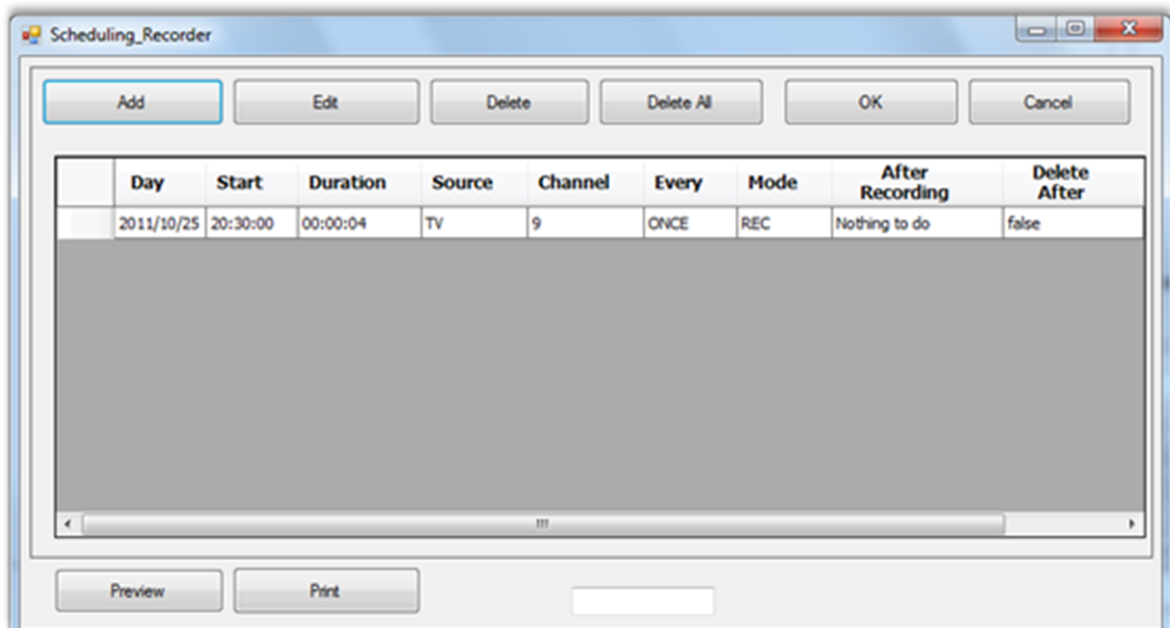 Scheduling_Recorder
Add Edit Delete Delete All OK Cancel
Day Start Duration Source Channel Every Mode After Recording Delete After
2011/10/25 20:30:00 00:00:04 TV 9 ONCE REC Nothing to do false
Preview Print